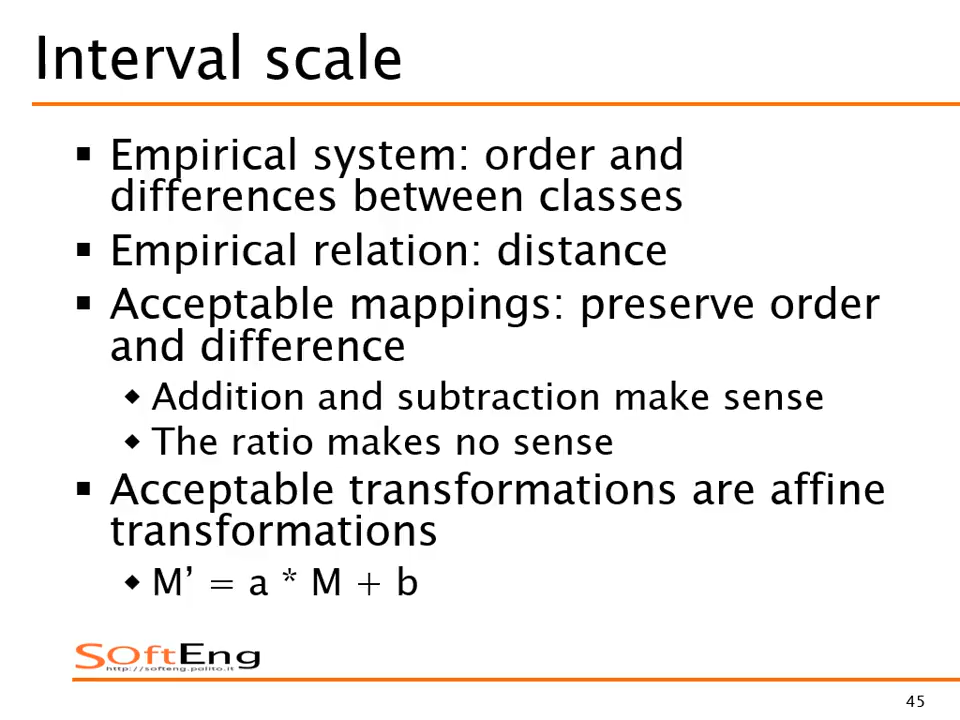 Interval scale
▪ Empirical system: order and
differences between classes
▪ Empirical relation: distance
▪ Acceptable mappings: preserve order
and difference
◆ Addition and subtraction make sense
◆ The ratio makes no sense
▪ Acceptable transformations are affine
transformations
◆ M’ = a * M + b
SOftEng
http://softeng.polito.it
45